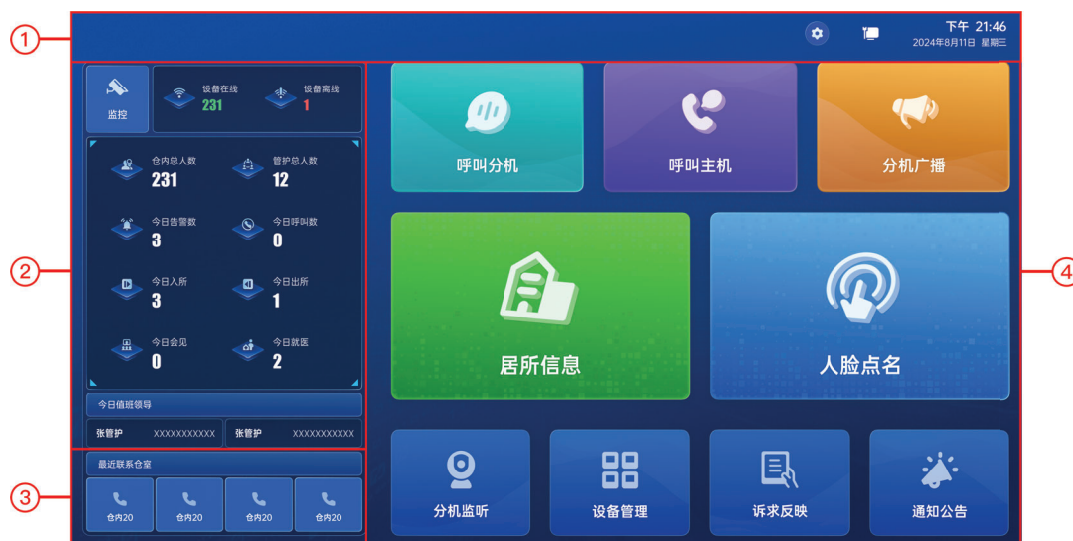 ①
下午 21:46
2024年8月11日 星期三
②
监控
设备在线
231
设备离线
1
仓内总人数
231
管护总人数
12
今日告警数
3
今日呼叫数
0
今日入所
3
今日出所
1
今日会见
0
今日就医
2
今日值班领导
张管护 XXXXXXXXXXX 张管护 XXXXXXXXXXX
③
最近联系仓室
仓内20 仓内20 仓内20 仓内20
呼叫分机 呼叫主机 分机广播
④
居所信息 人脸点名
分机监听 设备管理 诉求反映 通知公告